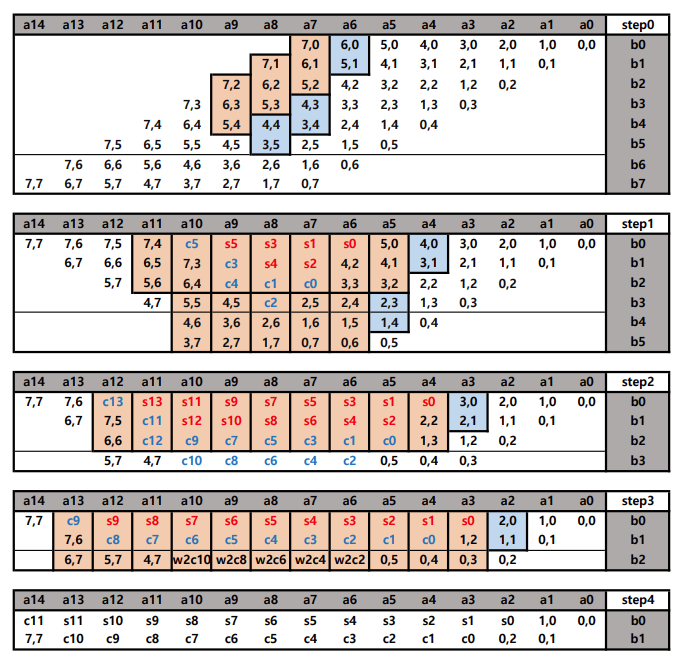 a14 a13 a12 a11 a10 a9 a8 a7 a6 a5 a4 a3 a2 a1 a0 step0
7,0 6,0 5,0 4,0 3,0 2,0 1,0 0,0 b0
7,1 6,1 5,1 4,1 3,1 2,1 1,1 0,1 b1
7,2 6,2 5,2 4,2 3,2 2,2 1,2 0,2 b2
7,3 6,3 5,3 4,3 3,3 2,3 1,3 0,3 b3
7,4 6,4 5,4 4,4 3,4 2,4 1,4 0,4 b4
7,5 6,5 5,5 4,5 3,5 2,5 1,5 0,5 b5
7,6 6,6 5,6 4,6 3,6 2,6 1,6 0,6 b6
7,7 6,7 5,7 4,7 3,7 2,7 1,7 0,7 b7
a14 a13 a12 a11 a10 a9 a8 a7 a6 a5 a4 a3 a2 a1 a0 step1
7,7 7,6 7,5 7,4 c5 s5 s3 s1 s0 5,0 4,0 3,0 2,0 1,0 0,0 b0
6,7 6,6 6,5 7,3 c3 s4 s2 4,2 4,1 3,1 2,1 1,1 0,1 b1
5,7 5,6 6,4 c4 c1 c0 3,3 3,2 2,2 1,2 0,2 b2
4,7 5,5 4,5 c2 2,5 2,4 2,3 1,3 0,3 b3
4,6 3,6 2,6 1,6 1,5 1,4 0,4 b4
3,7 2,7 1,7 0,7 0,6 0,5 b5
a14 a13 a12 a11 a10 a9 a8 a7 a6 a5 a4 a3 a2 a1 a0 step2
7,7 7,6 c13 s13 s11 s9 s7 s5 s3 s1 s0 3,0 2,0 1,0 0,0 b0
6,7 7,5 c11 s12 s10 s8 s6 s4 s2 2,2 2,1 1,1 0,1 b1
6,6 c12 c9 c7 c5 c3 c1 c0 1,3 1,2 0,2 b2
5,7 4,7 c10 c8 c6 c4 c2 0,5 0,4 0,3 b3
a14 a13 a12 a11 a10 a9 a8 a7 a6 a5 a4 a3 a2 a1 a0 step3
7,7 c9 s9 s8 s7 s6 s5 s4 s3 s2 s1 s0 2,0 1,0 0,0 b0
7,6 c8 c7 c6 c5 c4 c3 c2 c1 c0 1,2 1,1 0,1 b1
6,7 5,7 4,7 w2c10 w2c8 w2c6 w2c4 w2c2 0,5 0,4 0,3 0,2 b2
a14 a13 a12 a11 a10 a9 a8 a7 a6 a5 a4 a3 a2 a1 a0 step4
c11 s11 s10 s9 s8 s7 s6 s5 s4 s3 s2 s1 s0 1,0 0,0 b0
7,7 c10 c9 c8 c7 c6 c5 c4 c3 c2 c1 c0 0,2 0,1 b1